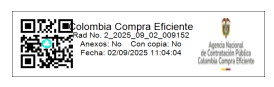 Colombia Compra Eficiente
Rad No. 2_2025_09_02_009152
Anexos: No Con copia: No
Fecha: 02/09/2025 11:04:04
Agencia Nacional
de Contratación Pública
Colombia Compra Eficiente